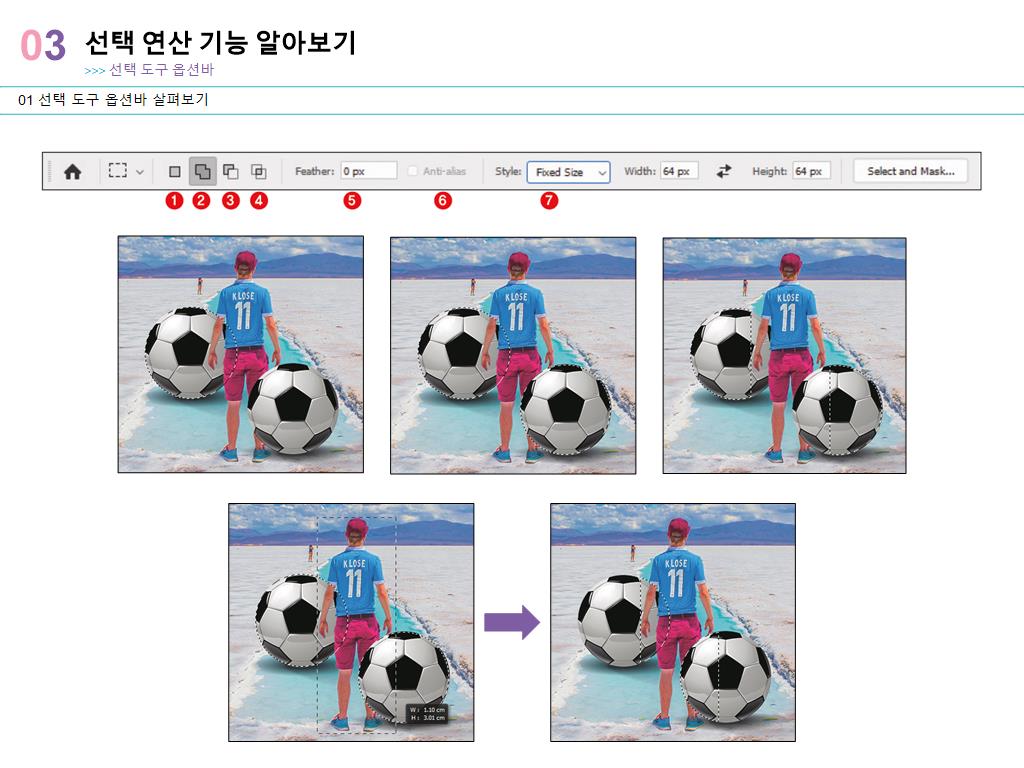 03 선택 연산 기능 알아보기
>>> 선택 도구 옵션바
01 선택 도구 옵션바 살펴보기
Feather: 0 px Anti-alias Style: Fixed Size Width: 64 px Height: 64 px Select and Mask...
1 2 3 4 5 6 7
KLOSE
11
KLOSE
11
KLOSE
11
KLOSE
11
W : 1.10 cm
H : 3.01 cm
KLOSE
11